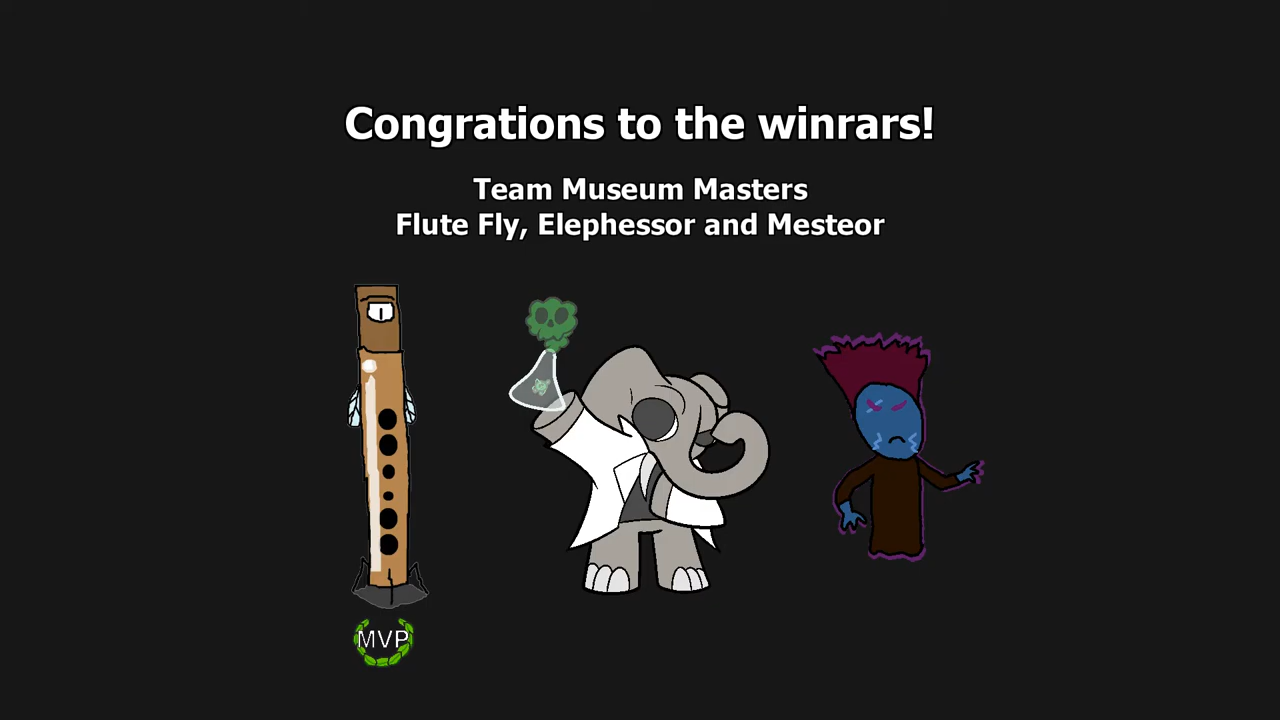 Congrations to the winrars!
Team Museum Masters
Flute Fly, Elephessor and Mesteor
MVP